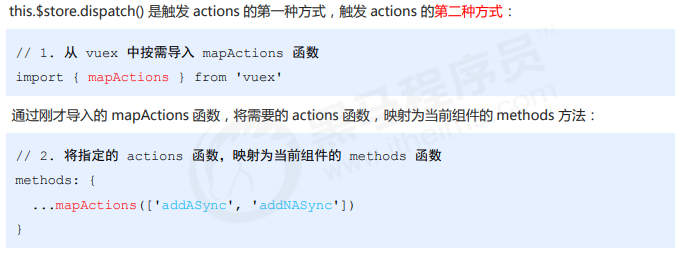 this.$store.dispatch() 是触发 actions 的第一种方式，触发 actions 的第二种方式：
// 1. 从 vuex 中按需导入 mapActions 函数
import { mapActions } from 'vuex'
通过刚才导入的 mapActions 函数，将需要的 actions 函数，映射为当前组件的 methods 方法：
// 2. 将指定的 actions 函数，映射为当前组件的 methods 函数
methods: {
...mapActions(['addASync', 'addNASync'])
}
黑马程序员™